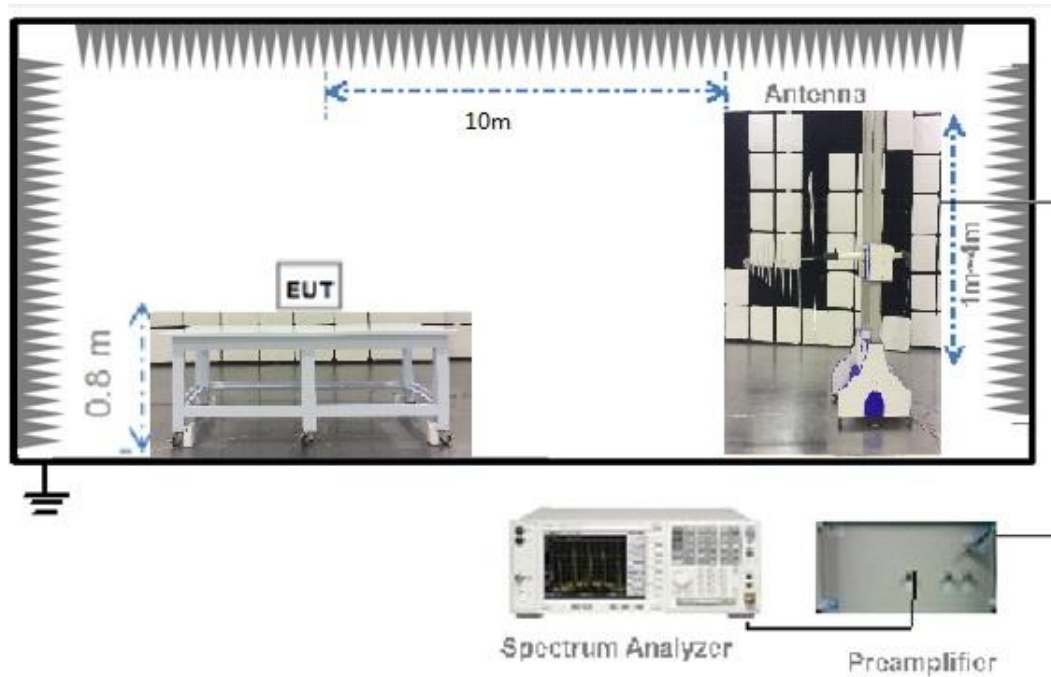 Antenna
10m
1m~4m
EUT
0.8 m
Spectrum Analyzer
Preamplifier